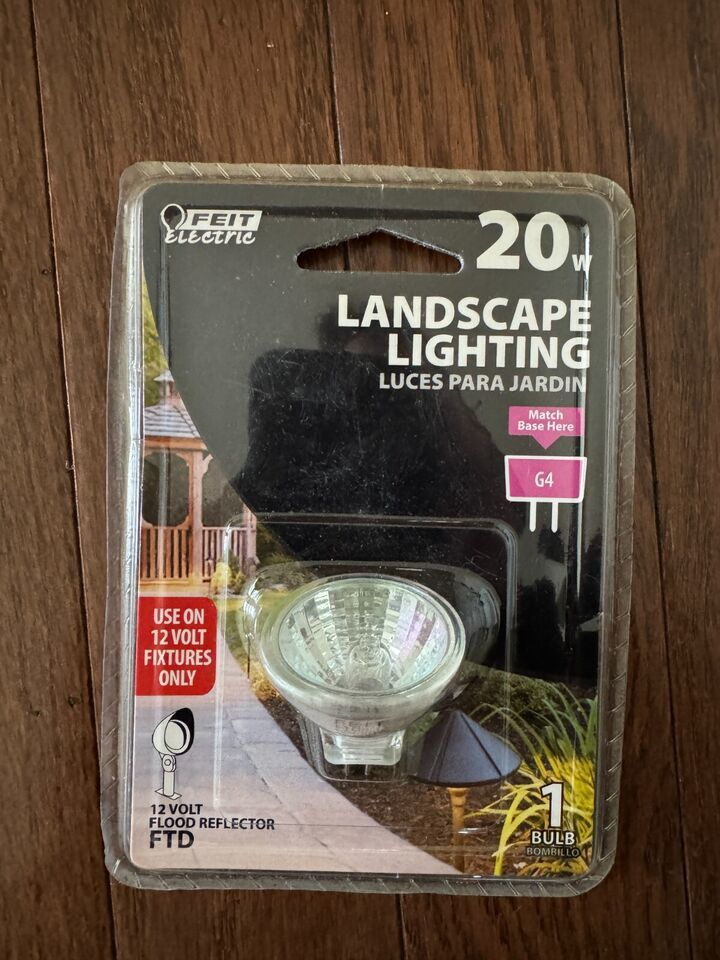 FEIT
Electric
20W
LANDSCAPE
LIGHTING
LUCES PARA JARDIN
Match
Base Here
G4
USE ON
12 VOLT
FIXTURES
ONLY
12 VOLT
FLOOD REFLECTOR
FTD
1
BULB
BOMBILLO